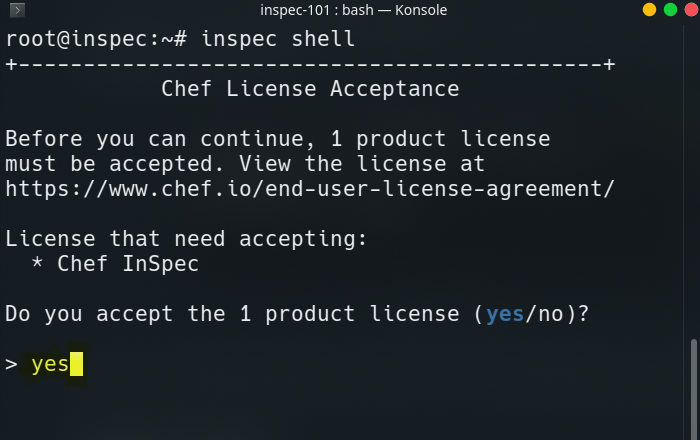 inspec-101 : bash — Konsole
root@inspec:~# inspec shell
+---------------------------------------------+
Chef License Acceptance
Before you can continue, 1 product license
must be accepted. View the license at
https://www.chef.io/end-user-license-agreement/
License that need accepting:
* Chef InSpec
Do you accept the 1 product license (yes/no)?
> yes